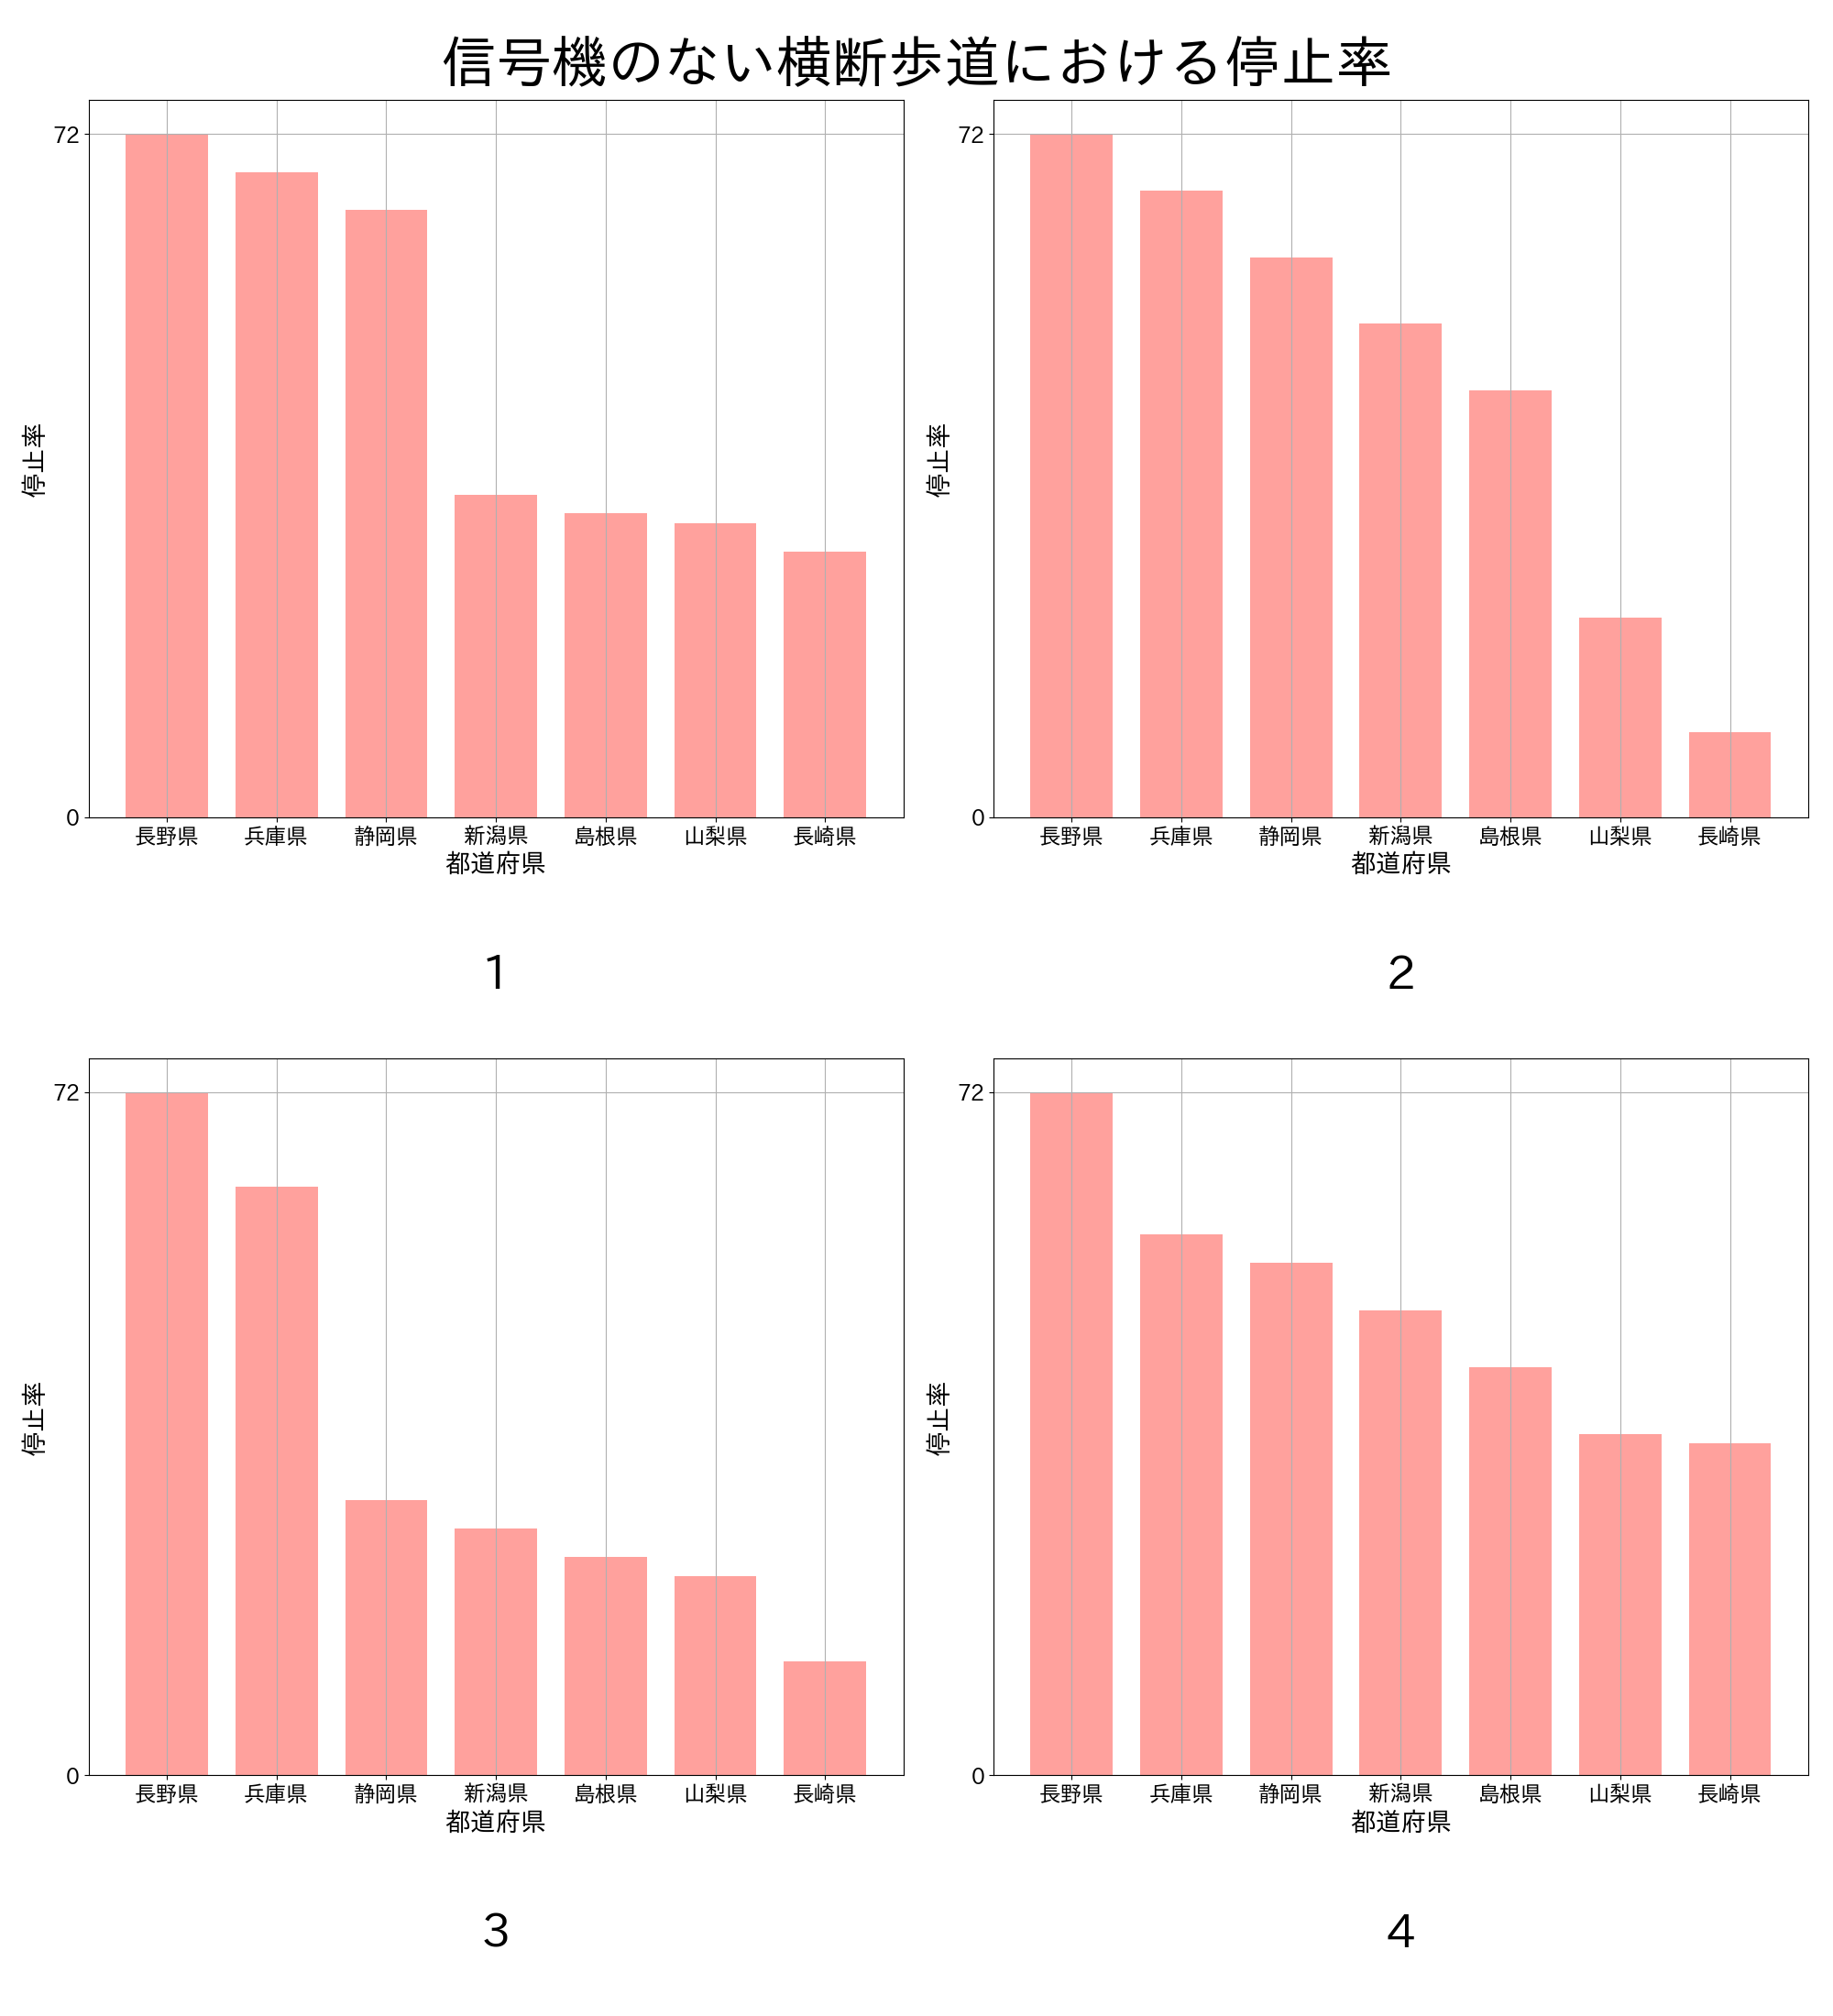 信号機のない横断歩道における停止率
72
0
停止率
長野県 兵庫県 静岡県 新潟県 島根県 山梨県 長崎県
都道府県
1
72
0
停止率
長野県 兵庫県 静岡県 新潟県 島根県 山梨県 長崎県
都道府県
2
72
0
停止率
長野県 兵庫県 静岡県 新潟県 島根県 山梨県 長崎県
都道府県
3
72
0
停止率
長野県 兵庫県 静岡県 新潟県 島根県 山梨県 長崎県
都道府県
4